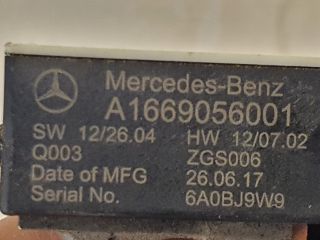 Mercedes-Benz
A1669056001
SW 12/26.04 HW 12/07.02
Q003 ZGS006
Date of MFG 26.06.17
Serial No. 6A0BJ9W9